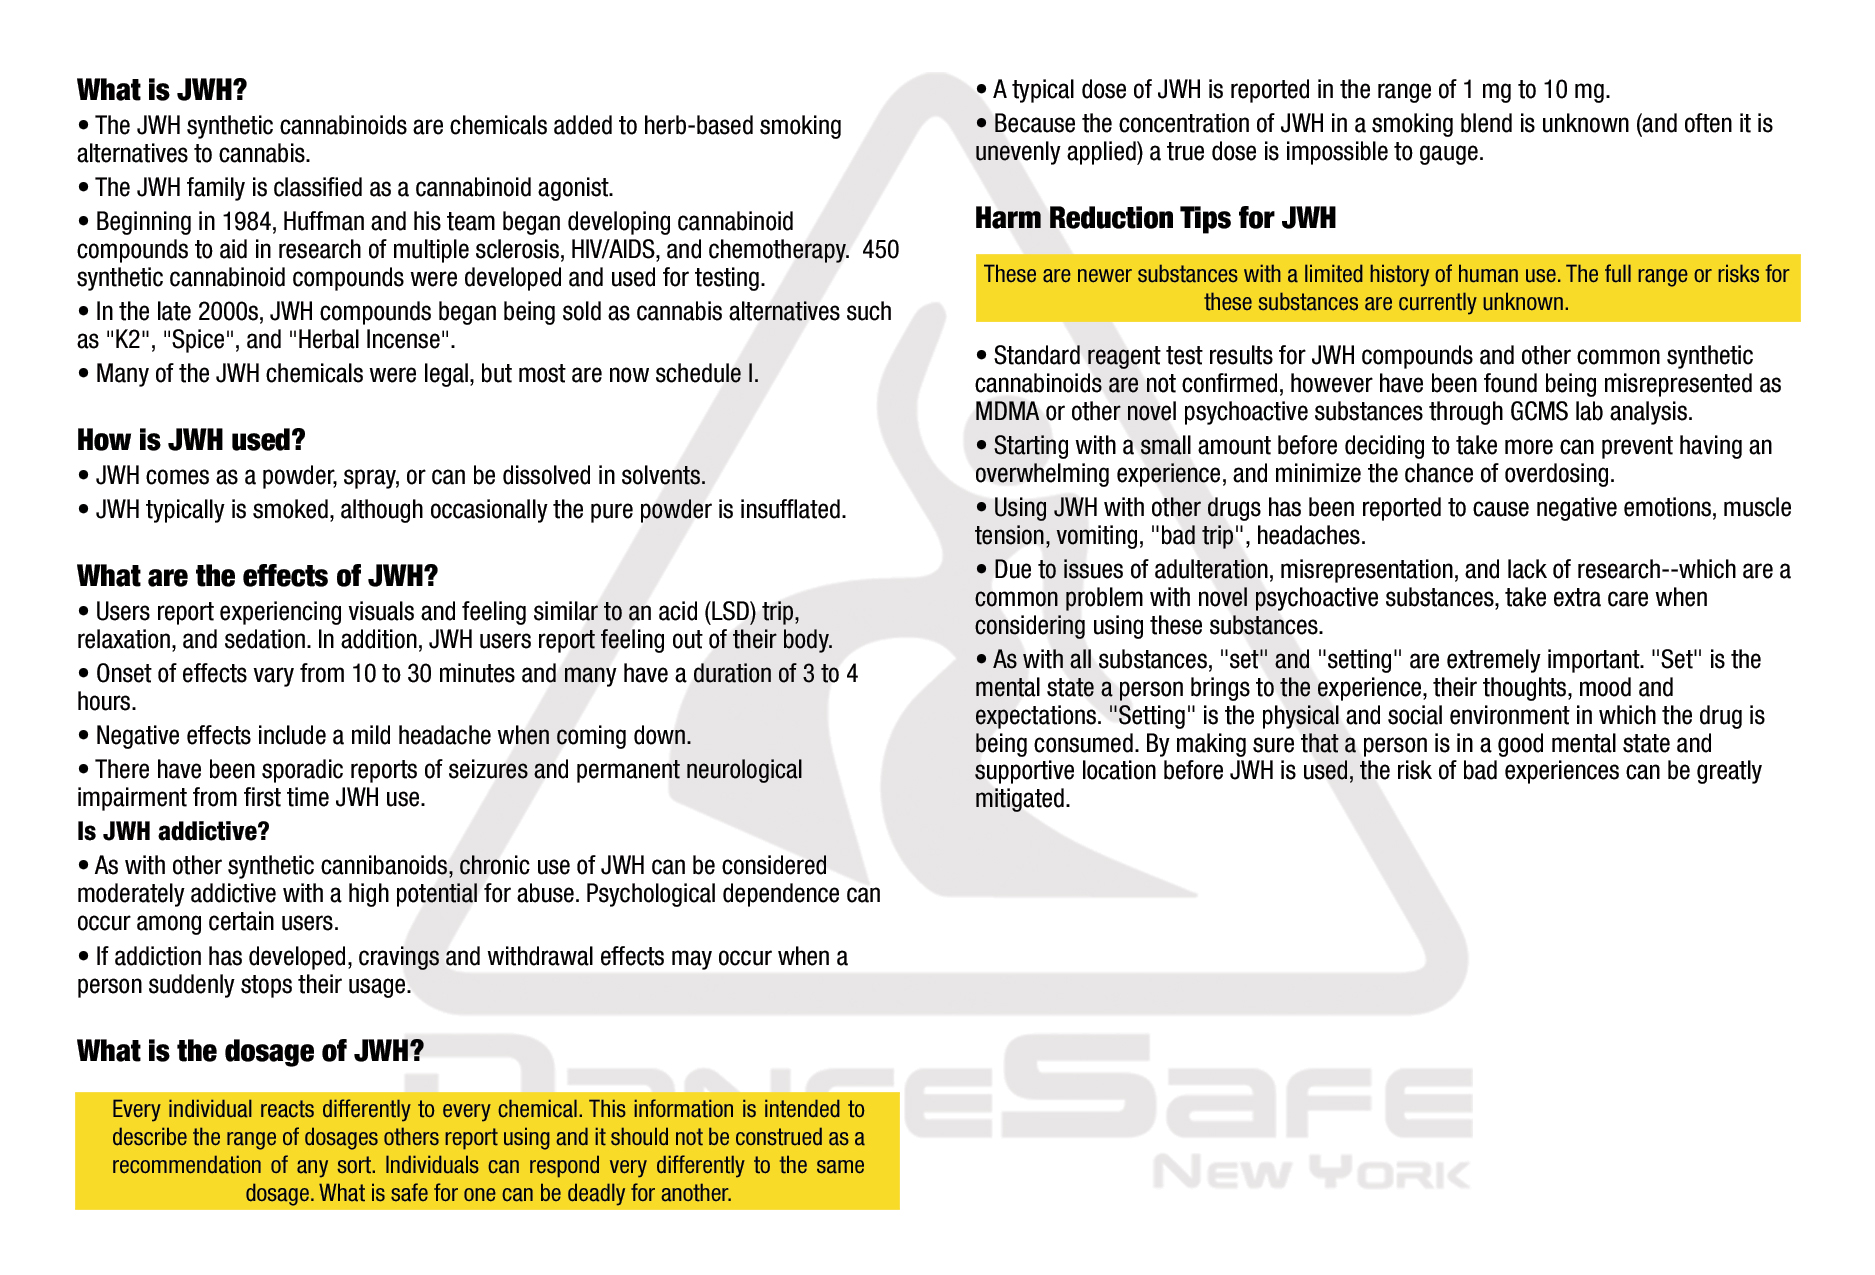 What is JWH?
• The JWH synthetic cannabinoids are chemicals added to herb-based smoking
alternatives to cannabis.
• The JWH family is classified as a cannabinoid agonist.
• Beginning in 1984, Huffman and his team began developing cannabinoid
compounds to aid in research of multiple sclerosis, HIV/AIDS, and chemotherapy.  450
synthetic cannabinoid compounds were developed and used for testing.
• In the late 2000s, JWH compounds began being sold as cannabis alternatives such
as "K2", "Spice", and "Herbal Incense".
• Many of the JWH chemicals were legal, but most are now schedule I.
How is JWH used?
• JWH comes as a powder, spray, or can be dissolved in solvents.
• JWH typically is smoked, although occasionally the pure powder is insufflated.
What are the effects of JWH?
• Users report experiencing visuals and feeling similar to an acid (LSD) trip,
relaxation, and sedation. In addition, JWH users report feeling out of their body.
• Onset of effects vary from 10 to 30 minutes and many have a duration of 3 to 4
hours.
• Negative effects include a mild headache when coming down.
• There have been sporadic reports of seizures and permanent neurological
impairment from first time JWH use.
Is JWH addictive?
• As with other synthetic cannibanoids, chronic use of JWH can be considered
moderately addictive with a high potential for abuse. Psychological dependence can
occur among certain users.
• If addiction has developed, cravings and withdrawal effects may occur when a
person suddenly stops their usage.
What is the dosage of JWH?
Every individual reacts differently to every chemical. This information is intended to
describe the range of dosages others report using and it should not be construed as a
recommendation of any sort. Individuals can respond very differently to the same
dosage. What is safe for one can be deadly for another.
• A typical dose of JWH is reported in the range of 1 mg to 10 mg.
• Because the concentration of JWH in a smoking blend is unknown (and often it is
unevenly applied) a true dose is impossible to gauge.
Harm Reduction Tips for JWH
These are newer substances with a limited history of human use. The full range or risks for
these substances are currently unknown.
• Standard reagent test results for JWH compounds and other common synthetic
cannabinoids are not confirmed, however have been found being misrepresented as
MDMA or other novel psychoactive substances through GCMS lab analysis.
• Starting with a small amount before deciding to take more can prevent having an
overwhelming experience, and minimize the chance of overdosing.
• Using JWH with other drugs has been reported to cause negative emotions, muscle
tension, vomiting, "bad trip", headaches.
• Due to issues of adulteration, misrepresentation, and lack of research--which are a
common problem with novel psychoactive substances, take extra care when
considering using these substances.
• As with all substances, "set" and "setting" are extremely important. "Set" is the
mental state a person brings to the experience, their thoughts, mood and
expectations. "Setting" is the physical and social environment in which the drug is
being consumed. By making sure that a person is in a good mental state and
supportive location before JWH is used, the risk of bad experiences can be greatly
mitigated.
DanceSafe
New York